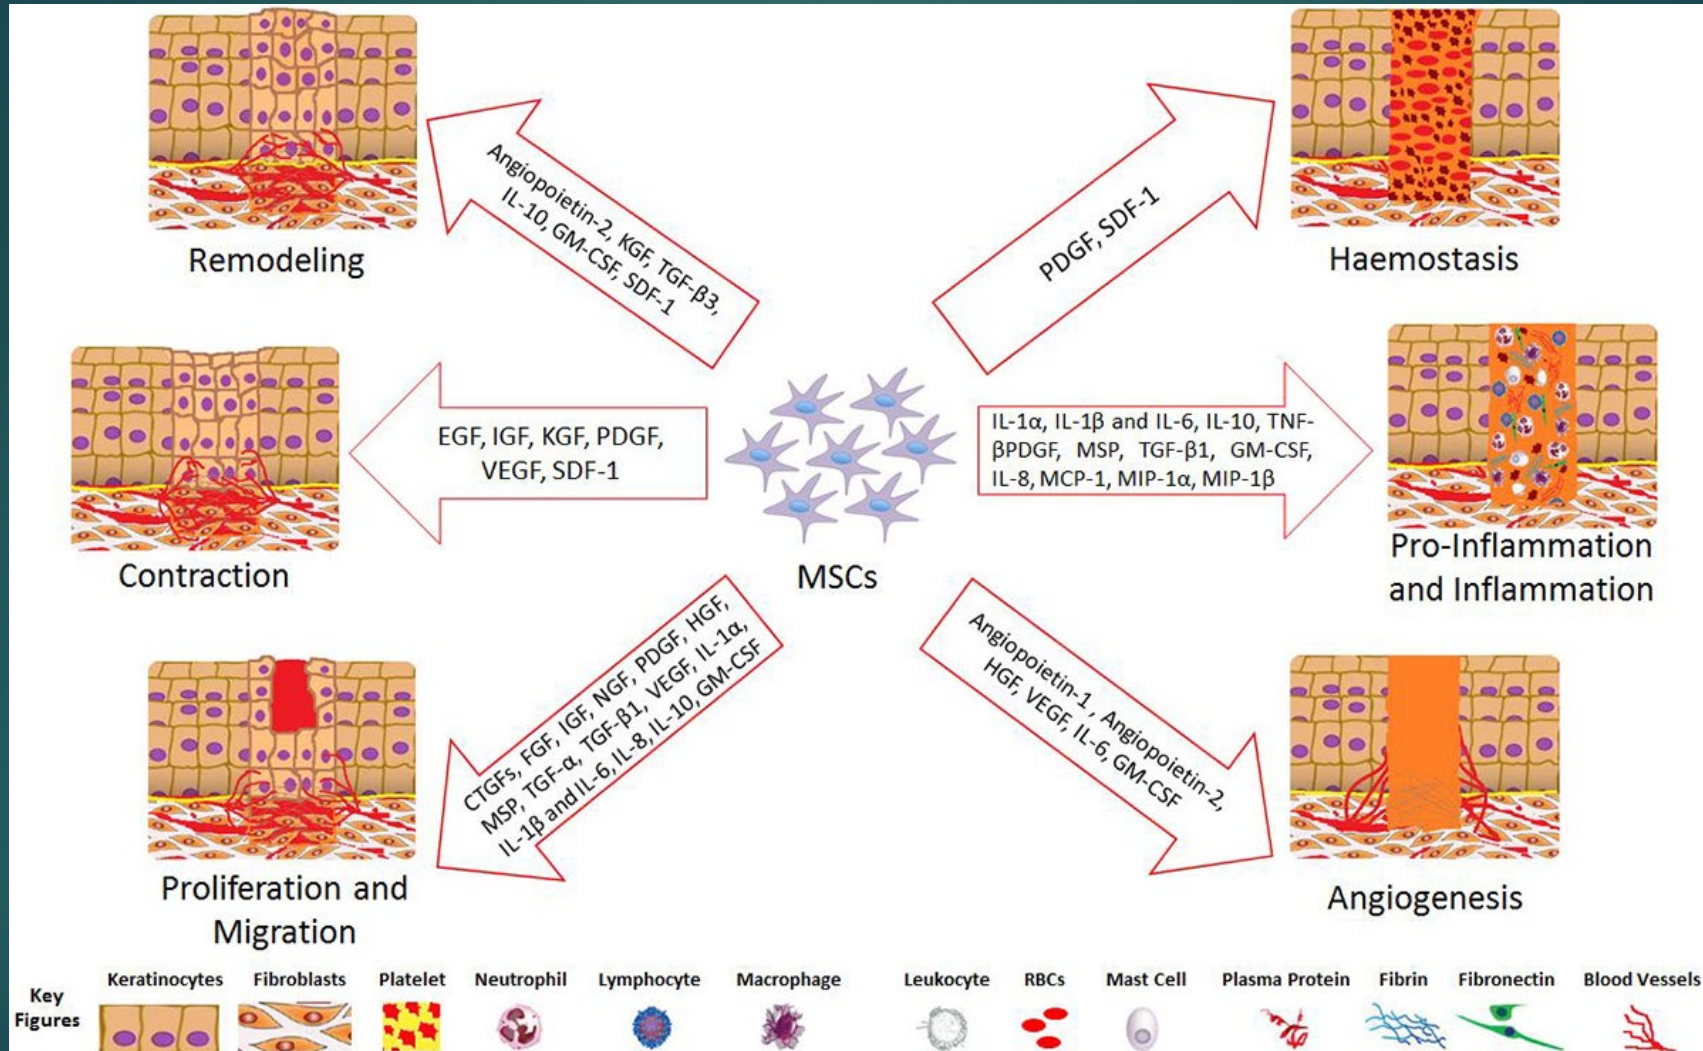 Angiopoietin-2, KGF, TGF-β3,
IL-10, GM-CSF, SDF-1
Remodeling
PDGF, SDF-1
Haemostasis
EGF, IGF, KGF, PDGF,
VEGF, SDF-1
Contraction
MSCs
IL-1α, IL-1β and IL-6, IL-10, TNF-
βPDGF, MSP, TGF-β1, GM-CSF,
IL-8, MCP-1, MIP-1α, MIP-1β
Pro-Inflammation
and Inflammation
CTGFs, FGF, IGF, NGF, PDGF, HGF,
MSP, TGF-α, TGF-β1, VEGF, IL-1α,
IL-1β and IL-6, IL-8, IL-10, GM-CSF
Proliferation and
Migration
Angiopoietin-1 , Angiopoietin-2,
HGF, VEGF, IL-6, GM-CSF
Angiogenesis
Key
Figures
Keratinocytes Fibroblasts Platelet Neutrophil Lymphocyte Macrophage Leukocyte RBCs Mast Cell Plasma Protein Fibrin Fibronectin Blood Vessels